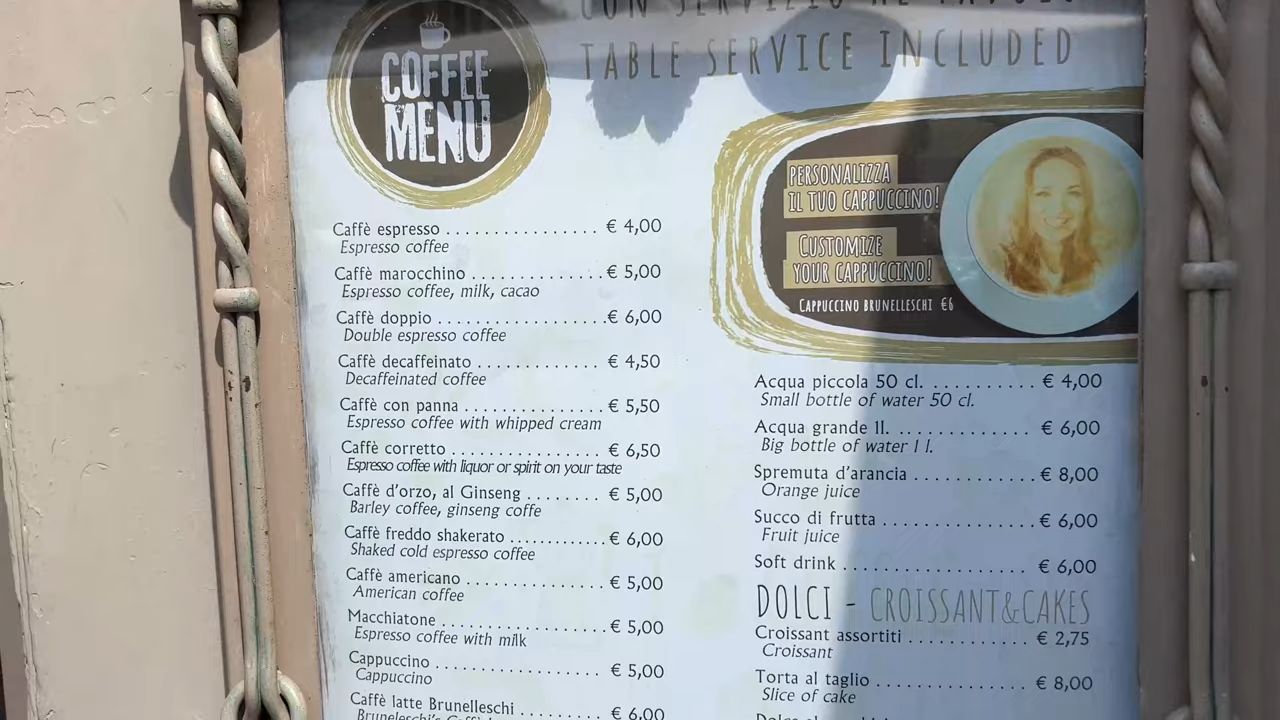 COFFEE
MENU
CON SERVIZIO AL TAVOLO
TABLE SERVICE INCLUDED
PERSONALIZZA
IL TUO CAPPUCCINO!
CUSTOMIZE
YOUR CAPPUCCINO!
CAPPUCCINO BRUNELLESCHI €6
Caffè espresso ................ € 4,00
Espresso coffee
Caffè marocchino ............. € 5,00
Espresso coffee, milk, cacao
Caffè doppio ................. € 6,00
Double espresso coffee
Caffè decaffeinato ............ € 4,50
Decaffeinated coffee
Caffè con panna .............. € 5,50
Espresso coffee with whipped cream
Caffè corretto ................ € 6,50
Espresso coffee with liquor or spirit on your taste
Caffè d'orzo, al Ginseng ........ € 5,00
Barley coffee, ginseng coffe
Caffè freddo shakerato ......... € 6,00
Shaked cold espresso coffee
Caffè americano .............. € 5,00
American coffee
Macchiatone ................. € 5,00
Espresso coffee with milk
Cappuccino .................. € 5,00
Cappuccino
Caffè latte Brunelleschi ........ € 6,00
Acqua piccola 50 cl. .......... € 4,00
Small bottle of water 50 cl.
Acqua grande 1l. ............. € 6,00
Big bottle of water 1 l.
Spremuta d'arancia ........... € 8,00
Orange juice
Succo di frutta ............... € 6,00
Fruit juice
Soft drink ................... € 6,00
DOLCI - CROISSANT&CAKES
Croissant assortiti ............ € 2,75
Croissant
Torta al taglio ................ € 8,00
Slice of cake